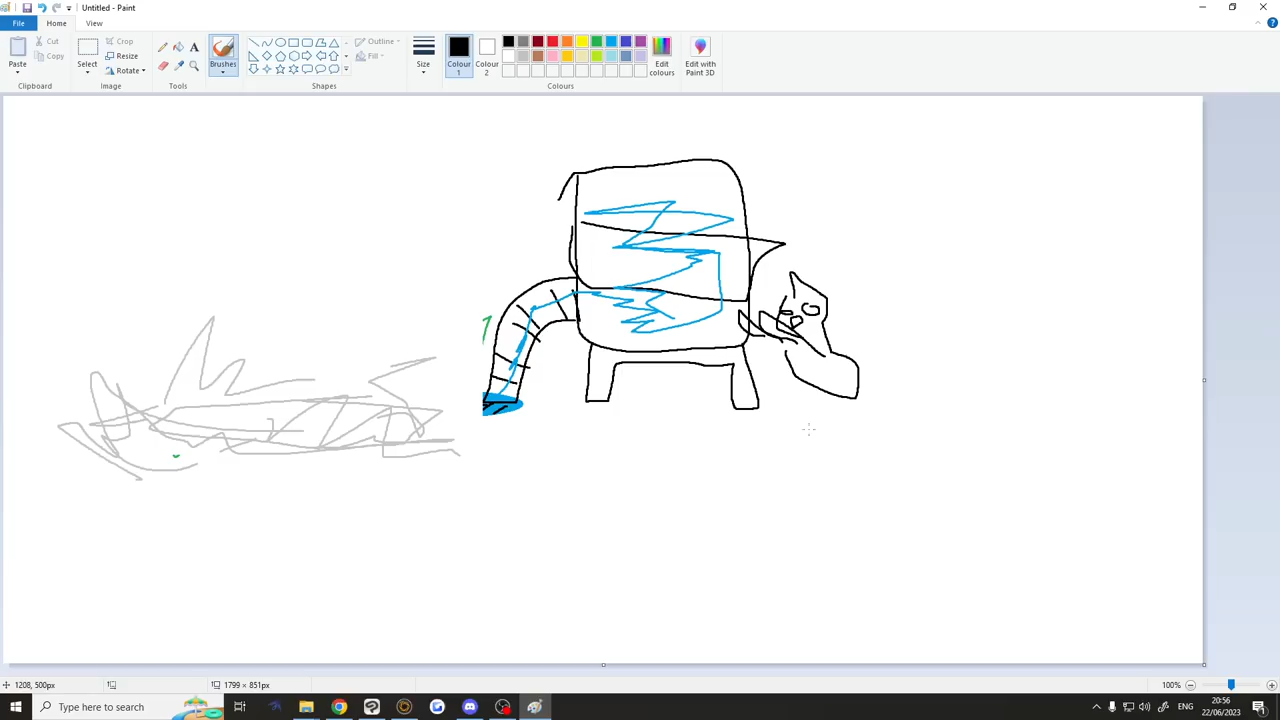 Untitled - Paint
File
Home
View
Paste
Cut
Copy
Clipboard
Select
Crop
Resize
Rotate
Image
A
Tools
Brushes
Shapes
Outline
Fill
Size
Colour 1
Colour 2
Edit colours
Edit with Paint 3D
Colours
1208, 500px
1799 × 851px
100%
Type here to search
ENG
20:56
22/06/2023